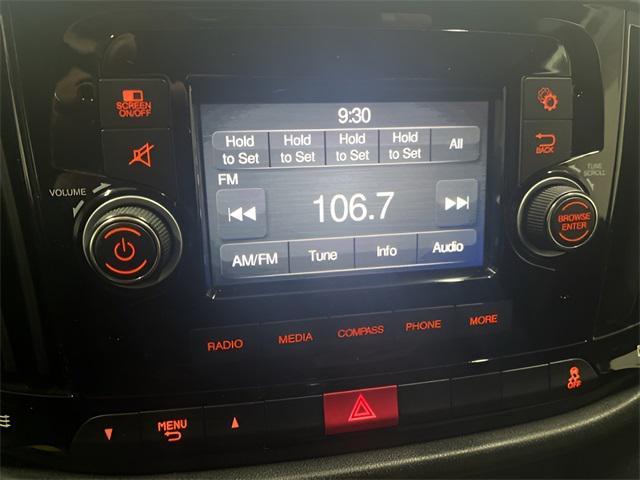 SCREEN
ON/OFF
VOLUME
9:30
Hold
to Set
Hold
to Set
Hold
to Set
Hold
to Set
All
FM
106.7
AM/FM
Tune
Info
Audio
BACK
TUNE
SCROLL
BROWSE
ENTER
RADIO
MEDIA
COMPASS
PHONE
MORE
MENU
OFF